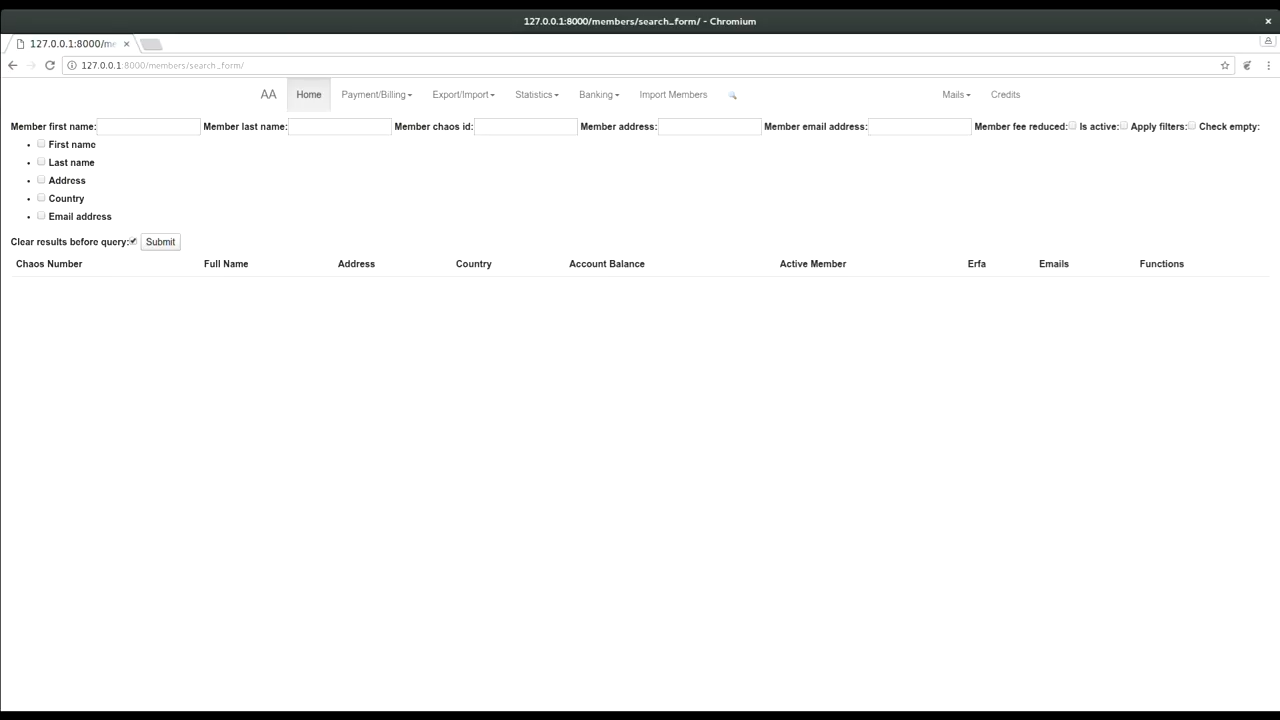 127.0.0.1:8000/members/search_form/ - Chromium
127.0.0.1:8000/me
127.0.0.1:8000/members/search_form/
AA Home Payment/Billing Export/Import Statistics Banking Import Members Mails Credits
Member first name: Member last name: Member chaos id: Member address: Member email address: Member fee reduced: Is active: Apply filters: Check empty:
First name
Last name
Address
Country
Email address
Clear results before query: Submit
Chaos Number Full Name Address Country Account Balance Active Member Erfa Emails Functions